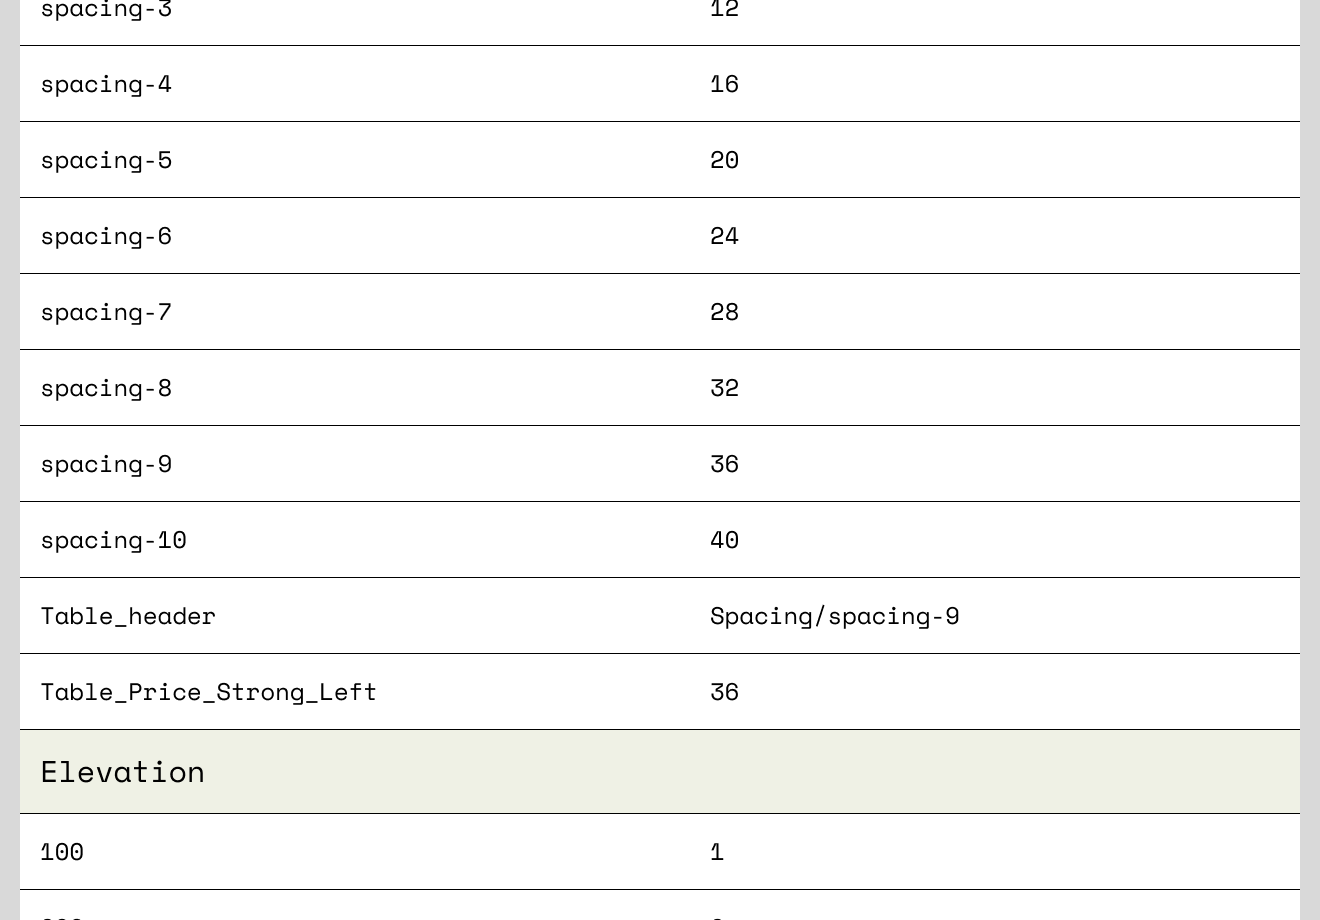 spacing-3 12
spacing-4 16
spacing-5 20
spacing-6 24
spacing-7 28
spacing-8 32
spacing-9 36
spacing-10 40
Table_header Spacing/spacing-9
Table_Price_Strong_Left 36
Elevation
100 1